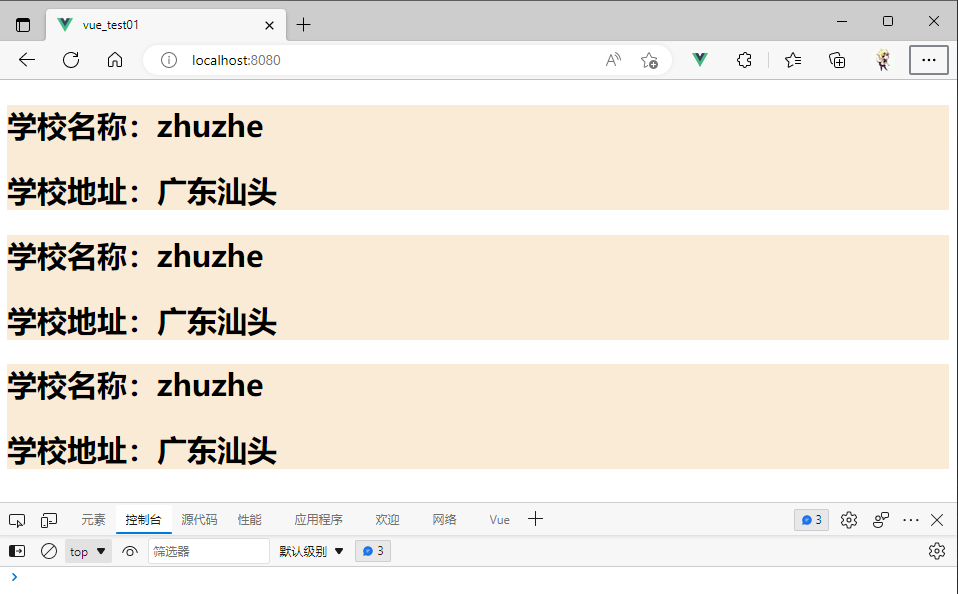 vue_test01
localhost:8080
学校名称：zhuzhe
学校地址：广东汕头
学校名称：zhuzhe
学校地址：广东汕头
学校名称：zhuzhe
学校地址：广东汕头
元素 控制台 源代码 性能 应用程序 欢迎 网络 Vue 3
top 筛选器 默认级别 3